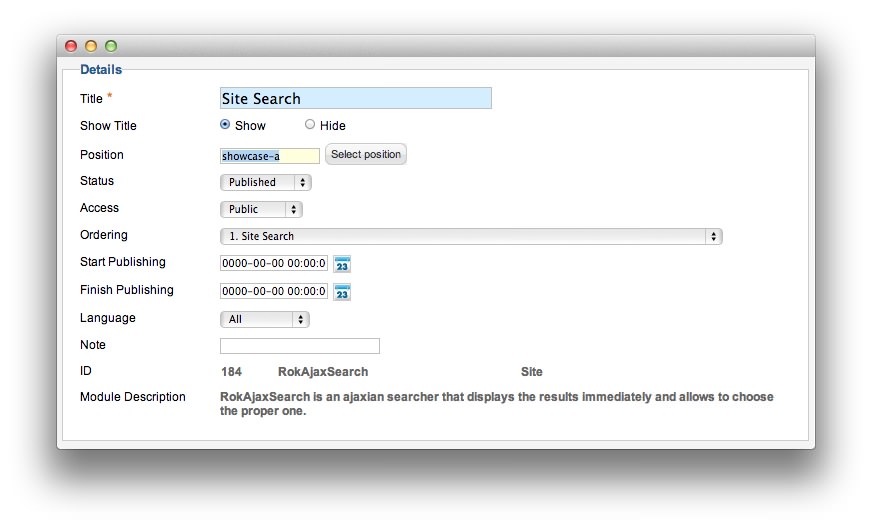 Details
Title * Site Search
Show Title Show Hide
Position showcase-a Select position
Status Published
Access Public
Ordering 1. Site Search
Start Publishing 0000-00-00 00:00:0 23
Finish Publishing 0000-00-00 00:00:0 23
Language All
Note
ID 184 RokAjaxSearch Site
Module Description RokAjaxSearch is an ajaxian searcher that displays the results immediately and allows to choose
the proper one.